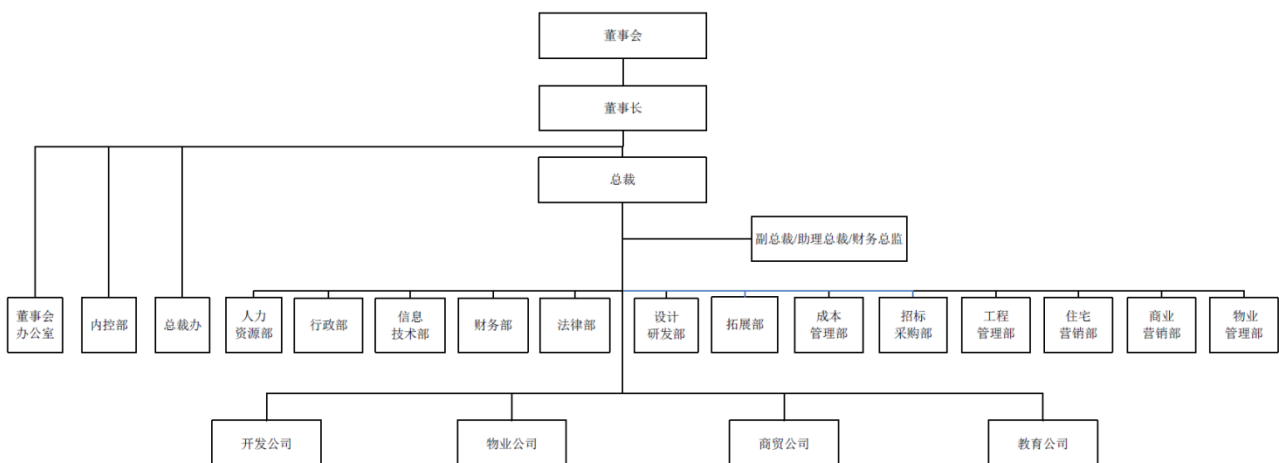 董事会
董事长
总裁
副总裁/助理总裁/财务总监
董事会
办公室
内控部
总裁办
人力
资源部
行政部
信息
技术部
财务部
法律部
设计
研发部
拓展部
成本
管理部
招标
采购部
工程
管理部
住宅
营销部
商业
营销部
物业
管理部
开发公司
物业公司
商贸公司
教育公司